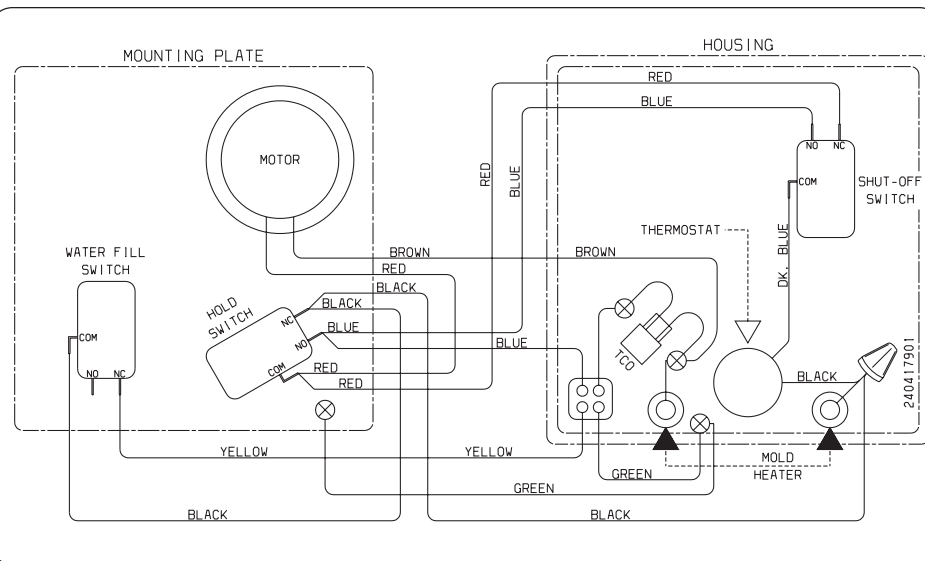 MOUNTING PLATE
HOUSING
RED
BLUE
MOTOR
RED
BLUE
NO
NC
COM
SHUT-OFF
SWITCH
DK. BLUE
THERMOSTAT
WATER FILL
SWITCH
BROWN
BROWN
RED
BLACK
BLACK
HOLD
SWITCH
NC
NO
COM
BLUE
BLUE
COM
NO
NC
RED
RED
TCO
BLACK
240417901
YELLOW
YELLOW
GREEN
GREEN
MOLD
HEATER
BLACK
BLACK